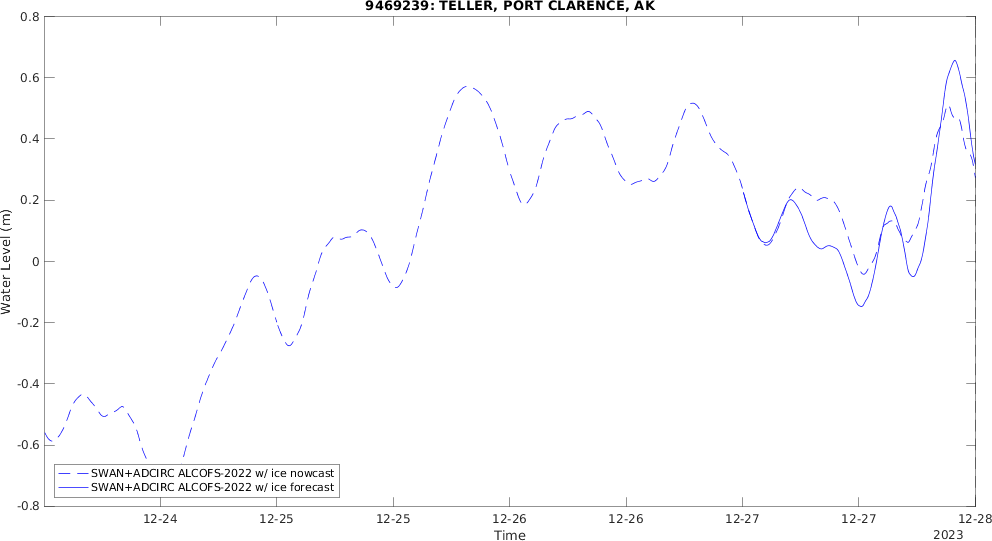 9469239: TELLER, PORT CLARENCE, AK
0.8
0.6
0.4
0.2
0
-0.2
-0.4
-0.6
-0.8
Water Level (m)
SWAN+ADCIRC ALCOFS-2022 w/ ice nowcast
SWAN+ADCIRC ALCOFS-2022 w/ ice forecast
12-24 12-25 12-25 12-26 12-26 12-27 12-27 12-28
Time
2023